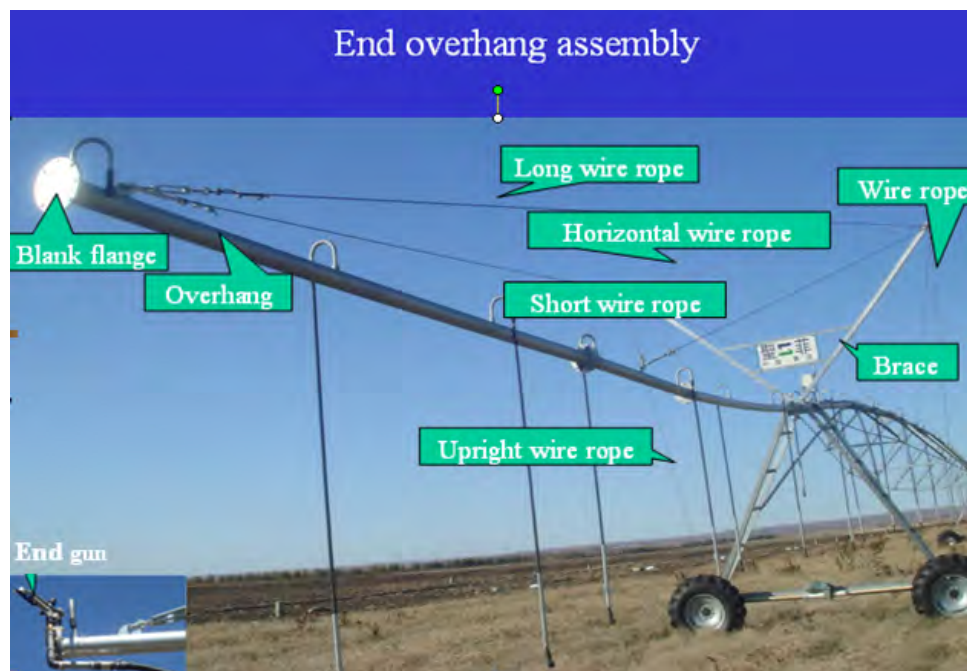 End overhang assembly
Long wire rope
Wire rope
Horizontal wire rope
Blank flange
Overhang
Short wire rope
Brace
Upright wire rope
End gun